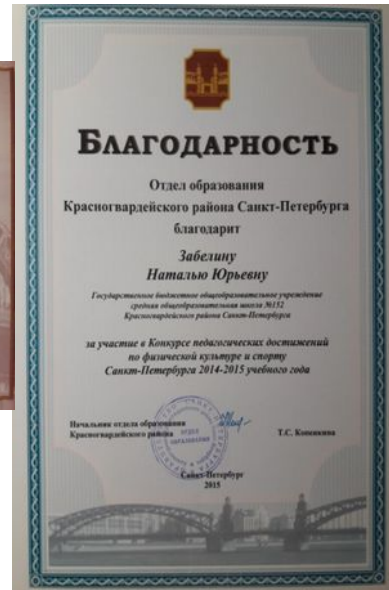 БЛАГОДАРНОСТЬ
Отдел образования
Красногвардейского района Санкт-Петербурга
благодарит
Забелину
Наталью Юрьевну
Государственное бюджетное общеобразовательное учреждение
средняя общеобразовательная школа №152
Красногвардейского района Санкт-Петербурга
за участие в Конкурсе педагогических достижений
по физической культуре и спорту
Санкт-Петербурга 2014-2015 учебного года
Начальник отдела образования
Красногвардейского района
Т.С.
ОТДЕЛ
ОБРАЗОВАНИЯ
Санкт-Петербург
2015